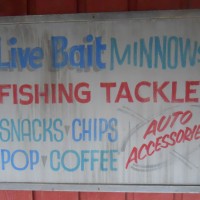 Live Bait MINNOWS
FISHING TACKLE
SNACKS CHIPS
POP COFFEE
AUTO
ACCESSORIES